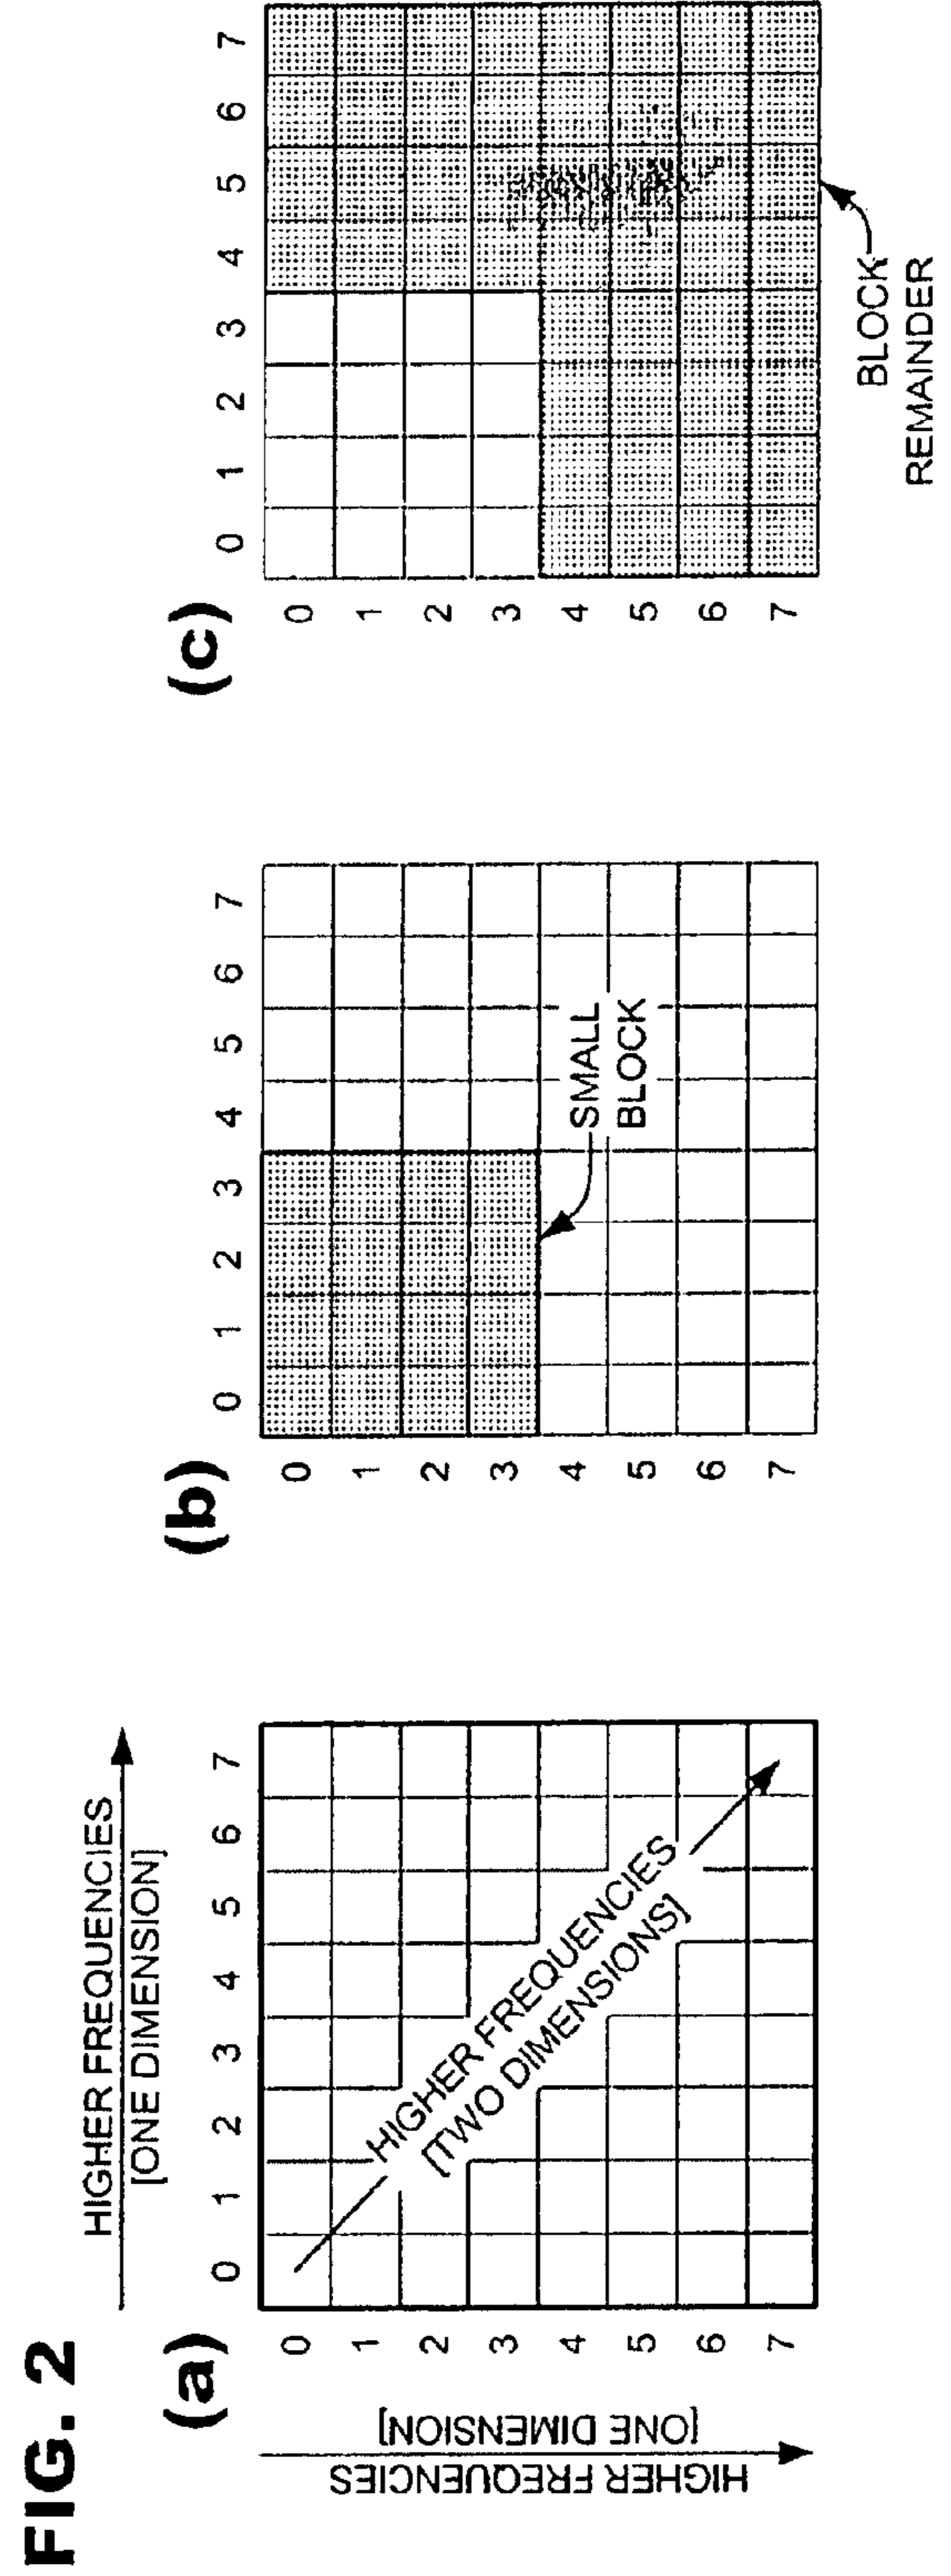 FIG. 2
(a)
HIGHER FREQUENCIES
[ONE DIMENSION]
0 1 2 3 4 5 6 7
HIGHER FREQUENCIES
[ONE DIMENSION]
0
1
2
3
4
5
6
7
HIGHER FREQUENCIES
[TWO DIMENSIONS]
(b)
0 1 2 3 4 5 6 7
0
1
2
3
4
5
6
7
SMALL
BLOCK
(c)
0 1 2 3 4 5 6 7
0
1
2
3
4
5
6
7
BLOCK
REMAINDER